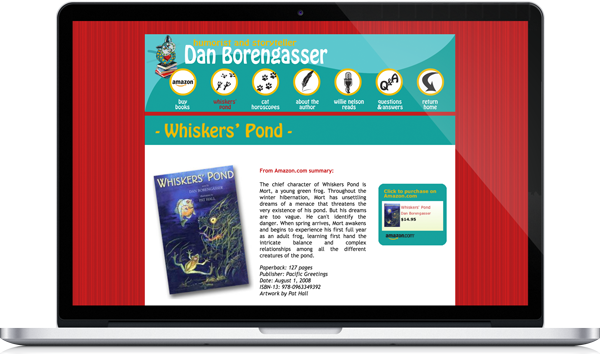 humorist and storyteller
Dan Borengasser
amazon
Q&A
buy
books
whiskers'
pond
cat
horoscopes
about the
author
willie nelson
reads
questions
& answers
return
home
- Whiskers' Pond -
WHISKERS' POND
DAN BORENGASSER
PAT HALL
From Amazon.com summary:
The chief character of Whiskers Pond is
Mort, a young green frog. Throughout the
winter hibernation, Mort has unsettling
dreams of a menace that threatens the
very existence of his pond. But his dreams
are too vague. He can't identify the
danger. When spring arrives, Mort awakens
and begins to experience his first full year
as an adult frog, learning first hand the
intricate balance and complex
relationships among all the different
creatures of the pond.
Paperback: 127 pages
Publisher: Pacific Greetings
Date: August 1, 2008
ISBN-13: 978-0963349392
Artwork by Pat Hall
Click to purchase on
Amazon.com
Whiskers' Pond
Dan Borengasser
$14.95
amazon.com